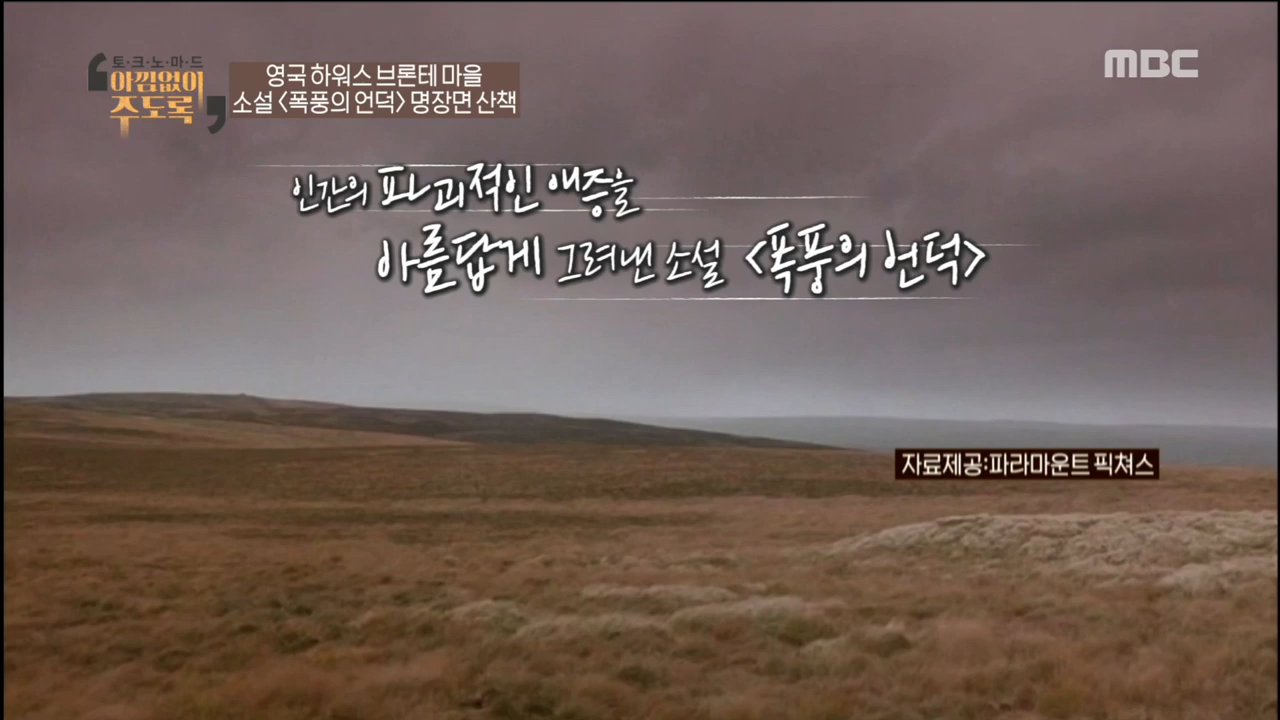 토·크·노·마·드
아낌없이
주도록
영국 하워스 브론테 마을
소설 <폭풍의 언덕> 명장면 산책
MBC
인간의 파괴적인 애증을
아름답게 그려낸 소설 <폭풍의 언덕>
자료제공:파라마운트 픽쳐스